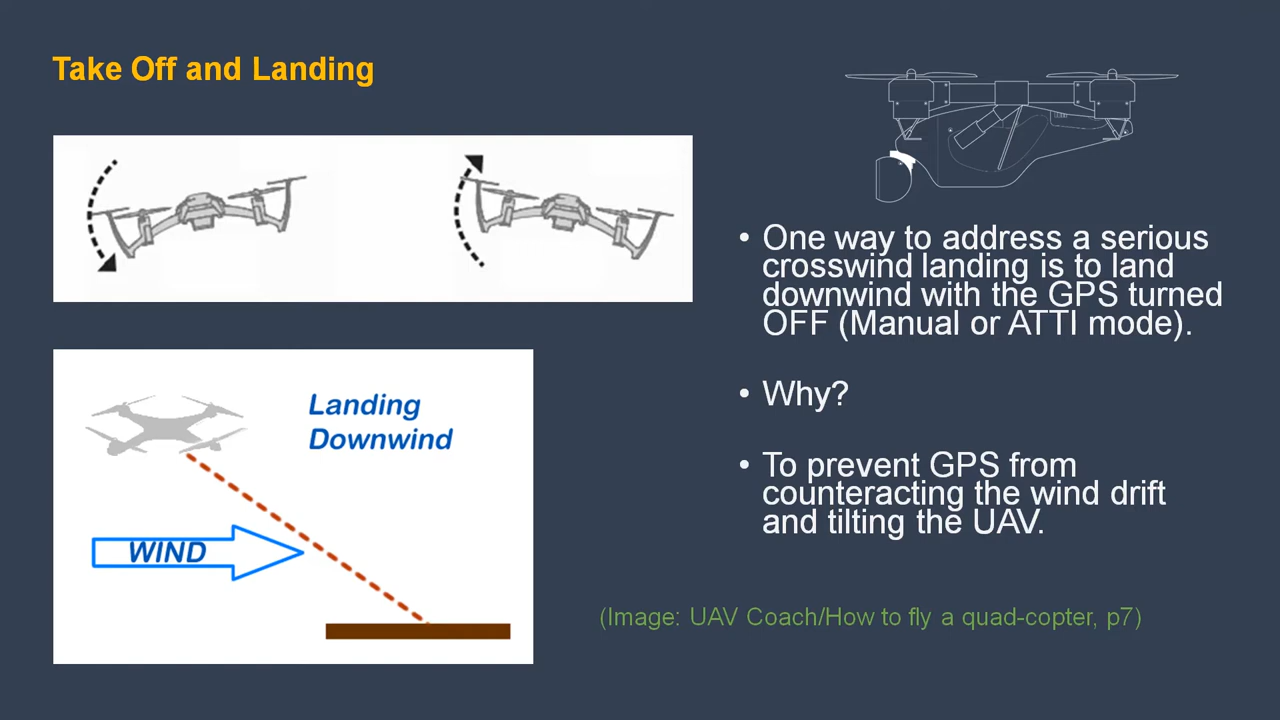 Take Off and Landing
• One way to address a serious
crosswind landing is to land
downwind with the GPS turned
OFF (Manual or ATTI mode).
• Why?
• To prevent GPS from
counteracting the wind drift
and tilting the UAV.
Landing
Downwind
WIND
(Image: UAV Coach/How to fly a quad-copter, p7)